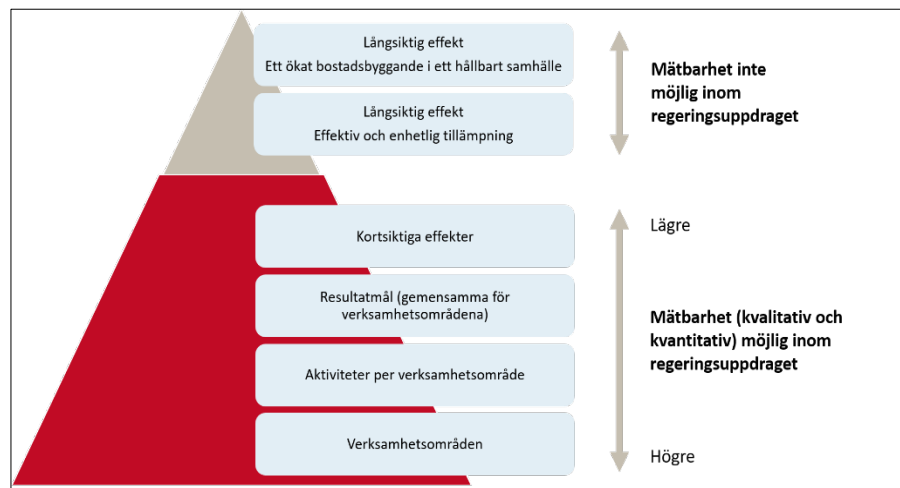 Långsiktig effekt
Ett ökat bostadsbyggande i ett hållbart samhälle
Långsiktig effekt
Effektiv och enhetlig tillämpning
Mätbarhet inte
möjlig inom
regeringsuppdraget
Kortsiktiga effekter
Resultatmål (gemensamma för
verksamhetsområdena)
Aktiviteter per verksamhetsområde
Verksamhetsområden
Lägre
Mätbarhet (kvalitativ och
kvantitativ) möjlig inom
regeringsuppdraget
Högre